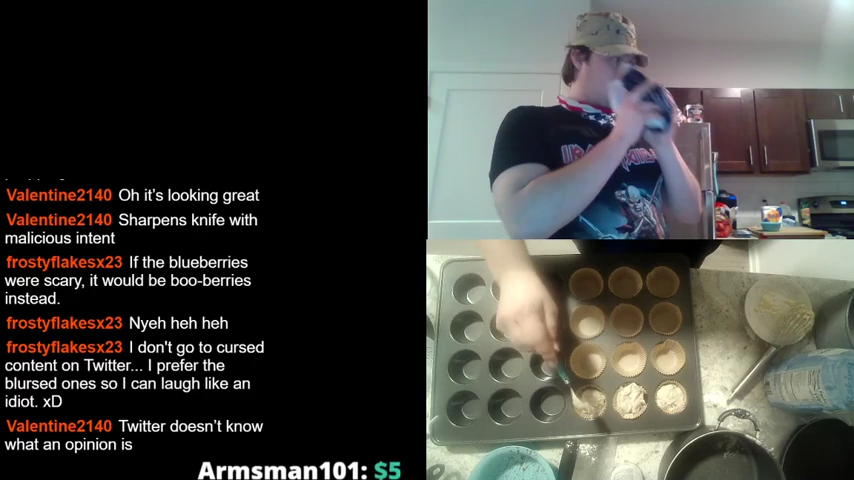 Valentine2140 Oh it's looking great
Valentine2140 Sharpens knife with
malicious intent
frostyflakesx23 If the blueberries
were scary, it would be boo-berries
instead.
frostyflakesx23 Nyeh heh heh
frostyflakesx23 I don't go to cursed
content on Twitter... I prefer the
blursed ones so I can laugh like an
idiot. xD
Valentine2140 Twitter doesn't know
what an opinion is
Armsman101: $5